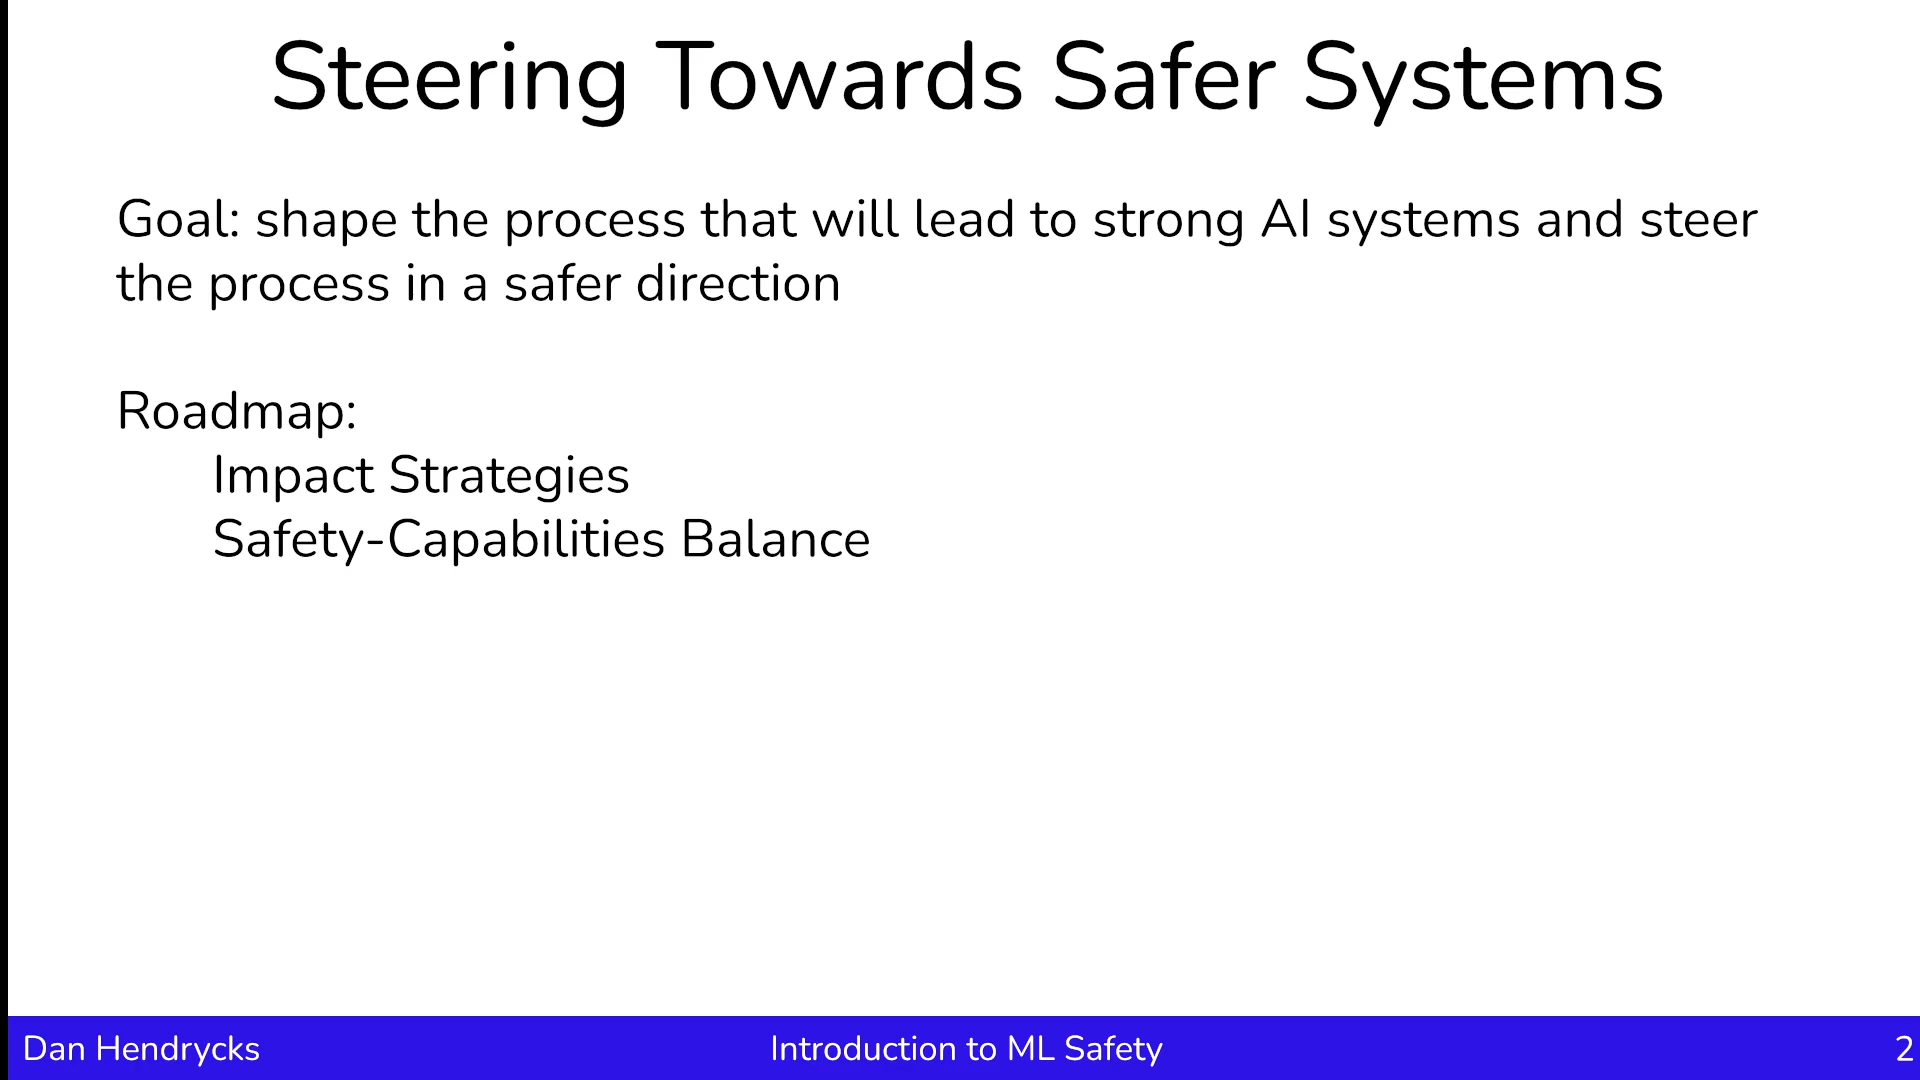 Steering Towards Safer Systems
Goal: shape the process that will lead to strong AI systems and steer
the process in a safer direction
Roadmap:
Impact Strategies
Safety-Capabilities Balance
Dan Hendrycks
Introduction to ML Safety
2